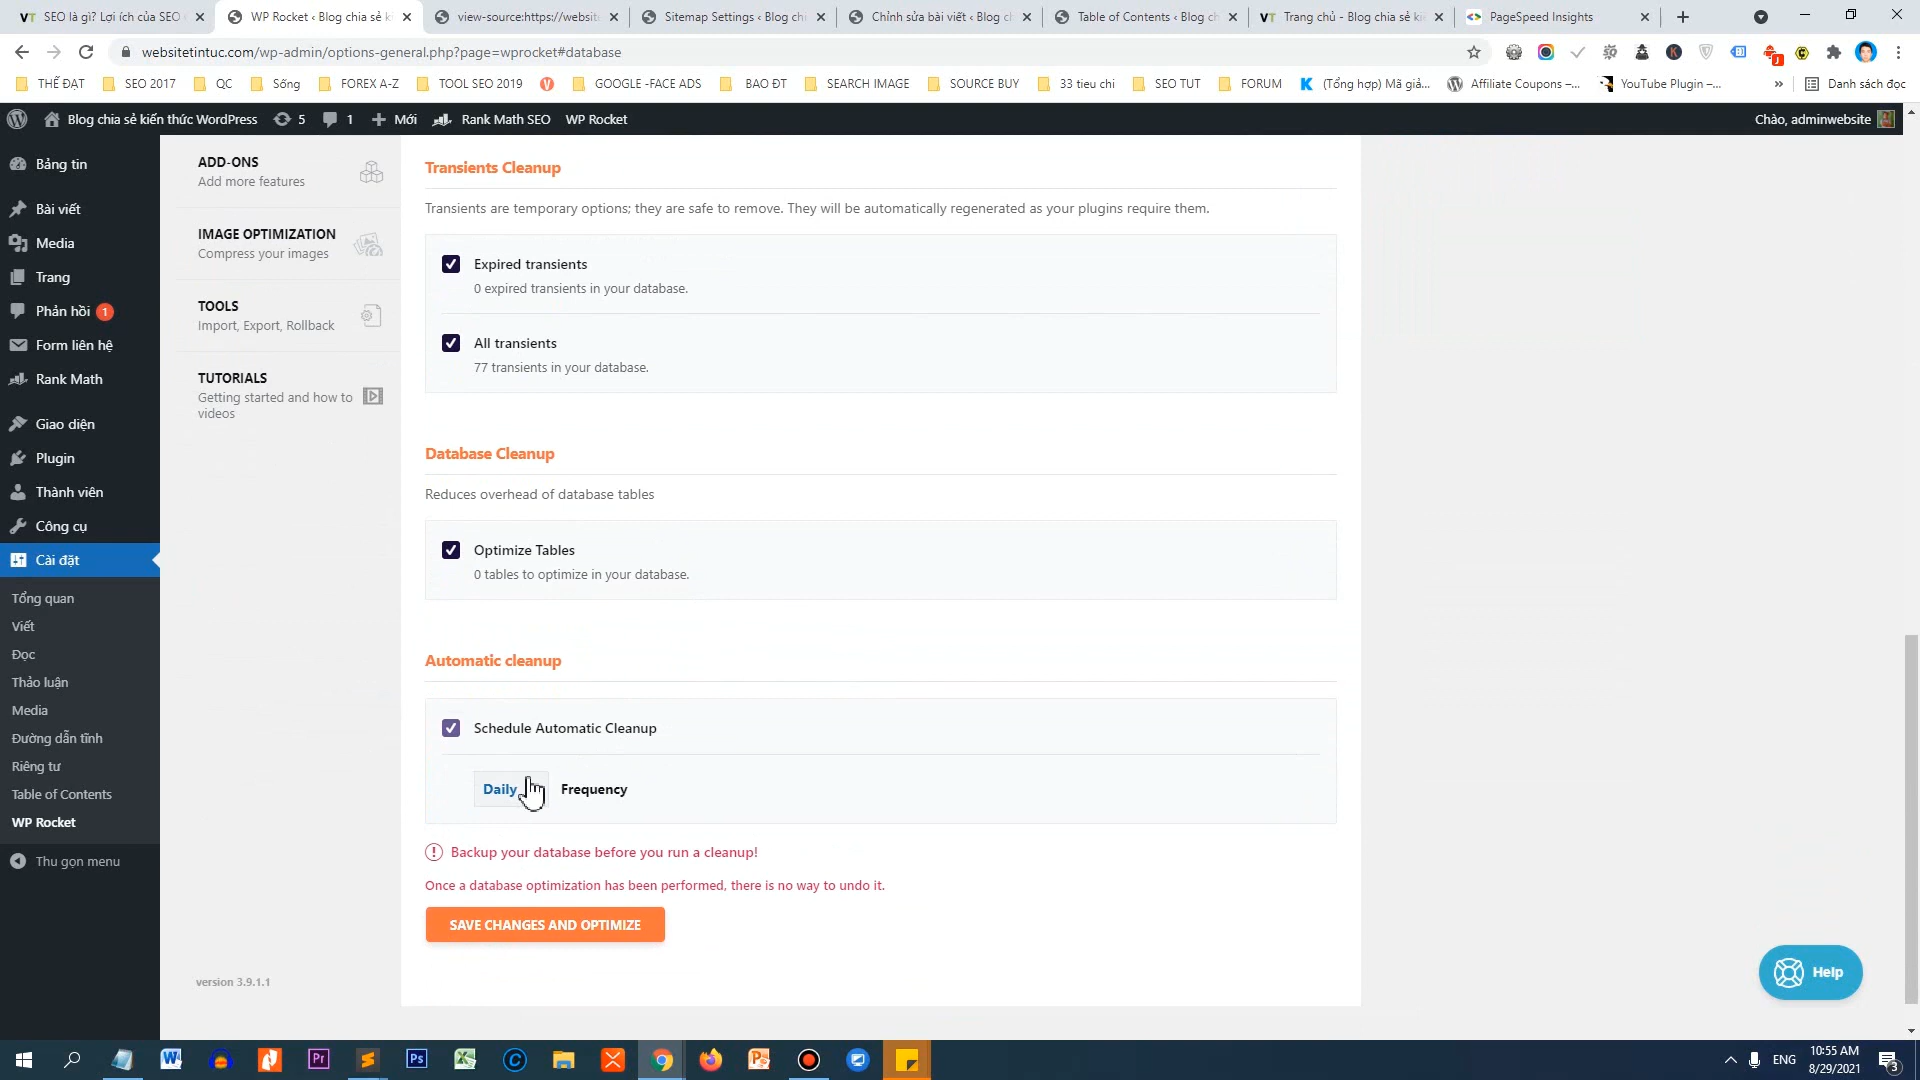 SEO là gì? Lợi ích của SEO
WP Rocket ‹ Blog chia sẻ ki
view-source:https://websit
Sitemap Settings ‹ Blog ch
Chỉnh sửa bài viết ‹ Blog c
Table of Contents ‹ Blog ch
Trang chủ - Blog chia sẻ ki
PageSpeed Insights
websitetintuc.com/wp-admin/options-general.php?page=wprocket#database
THẺ ĐẠT
SEO 2017
QC
Sống
FOREX A-Z
TOOL SEO 2019
GOOGLE -FACE ADS
BAO ĐT
SEARCH IMAGE
SOURCE BUY
33 tieu chi
SEO TUT
FORUM
(Tổng hợp) Mã giả...
Affiliate Coupons –...
YouTube Plugin –...
»
Danh sách đọc
Blog chia sẻ kiến thức WordPress
5
1
Mới
Rank Math SEO
WP Rocket
Chào, adminwebsite
Bảng tin
Bài viết
Media
Trang
Phản hồi 1
Form liên hệ
Rank Math
Giao diện
Plugin
Thành viên
Công cụ
Cài đặt
Tổng quan
Viết
Đọc
Thảo luận
Media
Đường dẫn tĩnh
Riêng tư
Table of Contents
WP Rocket
Thu gọn menu
ADD-ONS
Add more features
IMAGE OPTIMIZATION
Compress your images
TOOLS
Import, Export, Rollback
TUTORIALS
Getting started and how to
videos
version 3.9.1.1
Transients Cleanup
Transients are temporary options; they are safe to remove. They will be automatically regenerated as your plugins require them.
Expired transients
0 expired transients in your database.
All transients
77 transients in your database.
Database Cleanup
Reduces overhead of database tables
Optimize Tables
0 tables to optimize in your database.
Automatic cleanup
Schedule Automatic Cleanup
Daily
Frequency
Backup your database before you run a cleanup!
Once a database optimization has been performed, there is no way to undo it.
SAVE CHANGES AND OPTIMIZE
Help
ENG
10:55 AM
8/29/2021
3